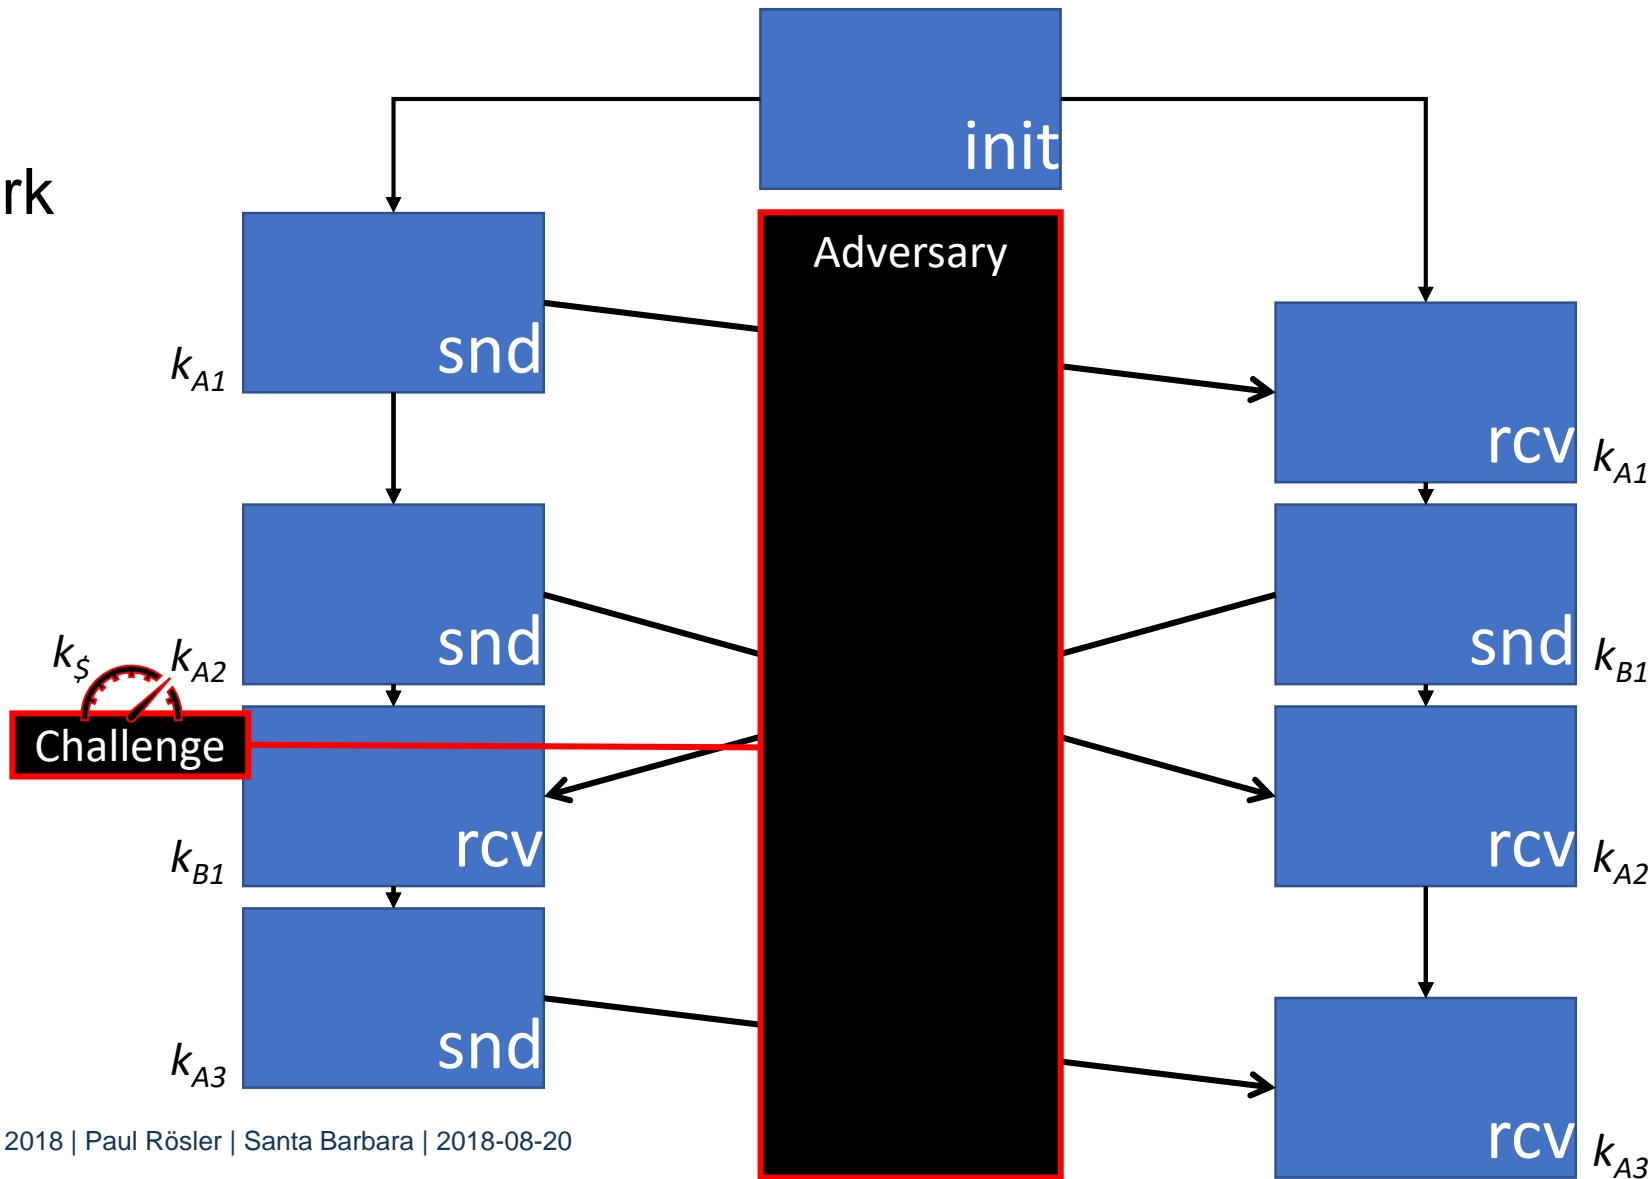 init
rk
Adversary
snd
k_A1
rcv
k_A1
snd
snd
k_$
k_A2
k_B1
Challenge
rcv
k_B1
rcv
k_A2
snd
k_A3
rcv
k_A3
2018 | Paul Rösler | Santa Barbara | 2018-08-20